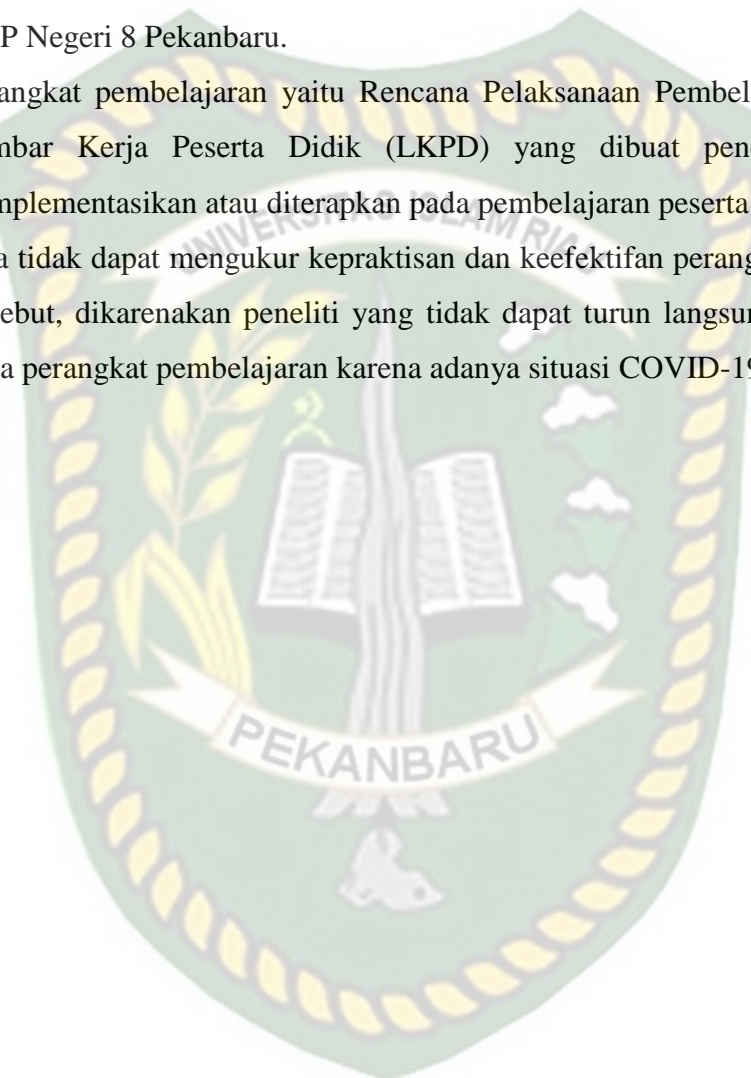 P Negeri 8 Pekanbaru.
angkat pembelajaran yaitu Rencana Pelaksanaan Pembel
mbar Kerja Peserta Didik (LKPD) yang dibuat pen
mplementasikan atau diterapkan pada pembelajaran peserta
a tidak dapat mengukur kepraktisan dan keefektifan perang
ebut, dikarenakan peneliti yang tidak dapat turun langsu
a perangkat pembelajaran karena adanya situasi COVID-19
UNIVERSITAS ISLAM RIAU
PEKANBARU